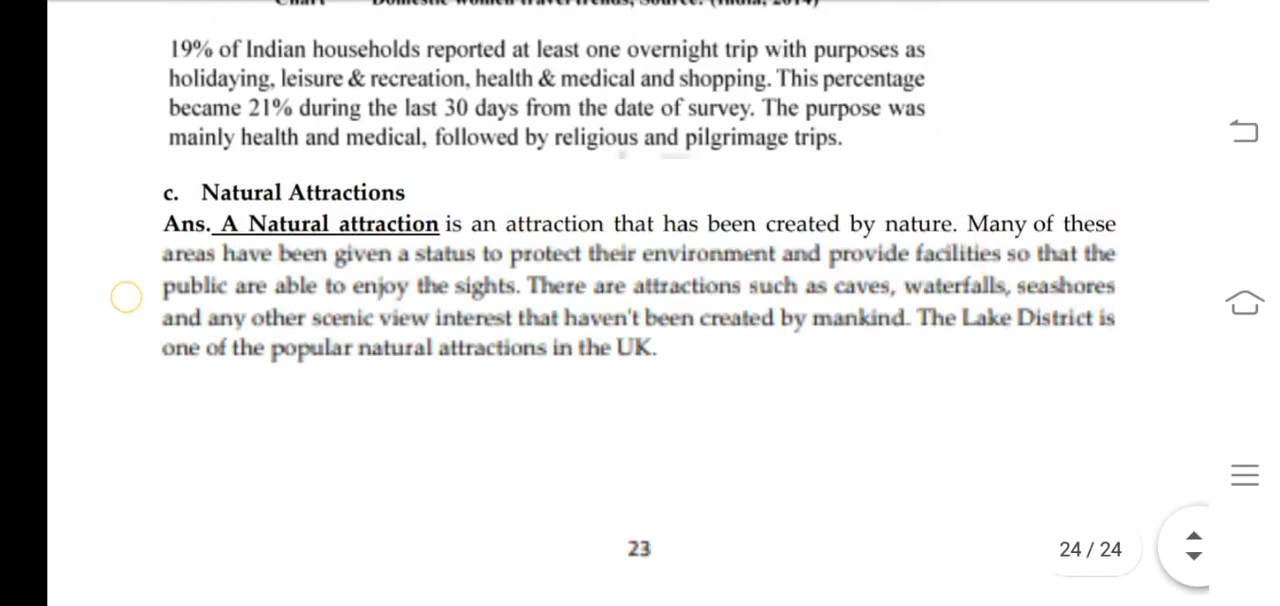 19% of Indian households reported at least one overnight trip with purposes as
holidaying, leisure & recreation, health & medical and shopping. This percentage
became 21% during the last 30 days from the date of survey. The purpose was
mainly health and medical, followed by religious and pilgrimage trips.
c. Natural Attractions
Ans. A Natural attraction is an attraction that has been created by nature. Many of these
areas have been given a status to protect their environment and provide facilities so that the
public are able to enjoy the sights. There are attractions such as caves, waterfalls, seashores
and any other scenic view interest that haven't been created by mankind. The Lake District is
one of the popular natural attractions in the UK.
23
24 / 24